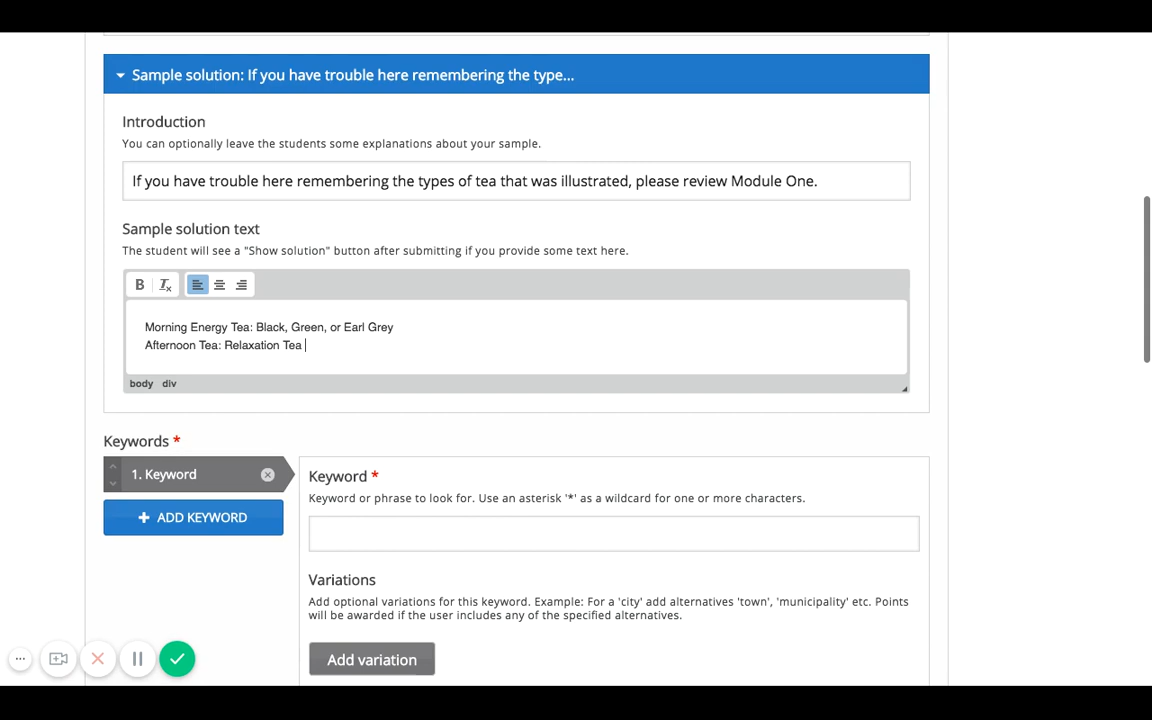 Sample solution: If you have trouble here remembering the type...
Introduction
You can optionally leave the students some explanations about your sample.
If you have trouble here remembering the types of tea that was illustrated, please review Module One.
Sample solution text
The student will see a "Show solution" button after submitting if you provide some text here.
B Ix
Morning Energy Tea: Black, Green, or Earl Grey
Afternoon Tea: Relaxation Tea
body div
Keywords *
1. Keyword
+ ADD KEYWORD
Keyword *
Keyword or phrase to look for. Use an asterisk '*' as a wildcard for one or more characters.
Variations
Add optional variations for this keyword. Example: For a 'city' add alternatives 'town', 'municipality' etc. Points
will be awarded if the user includes any of the specified alternatives.
Add variation